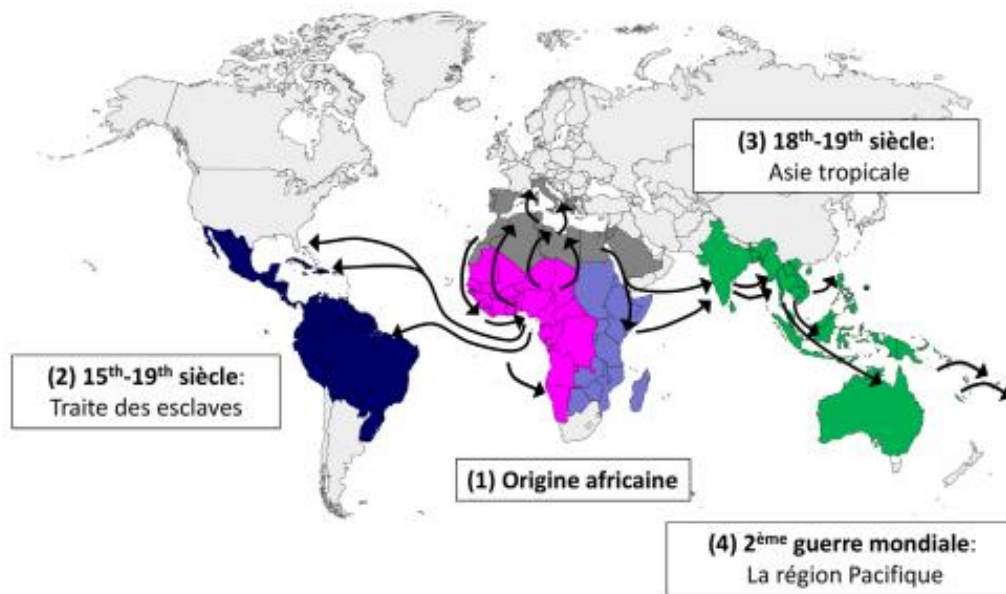 (3) 18th-19th siècle:
Asie tropicale
(2) 15th-19th siècle:
Traite des esclaves
(1) Origine africaine
(4) 2ème guerre mondiale:
La région Pacifique